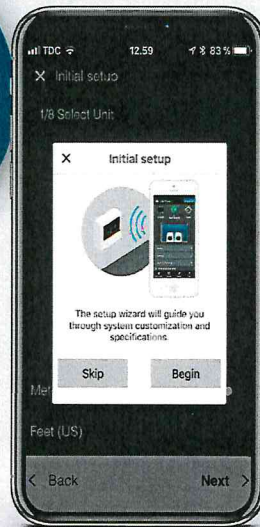 TDC 12.59 83 %
X Initial setup
1/8 Select Unit
X Initial setup
The setup wizard will guide you
through system customization and
specifications.
Skip Begin
Feet (US)
< Back Next >